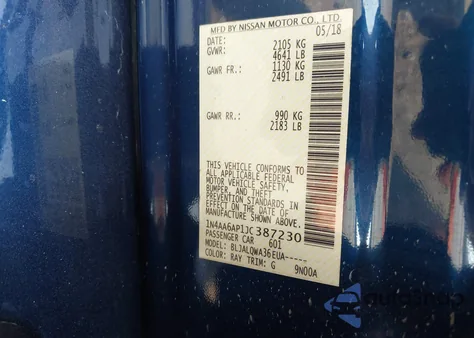 MFD BY NISSAN MOTOR CO., LTD.
DATE: 05/18
GVWR: 2105 KG
4641 LB
GAWR FR.: 1130 KG
2491 LB
GAWR RR.: 990 KG
2183 LB
THIS VEHICLE CONFORMS TO
ALL APPLICABLE FEDERAL
MOTOR VEHICLE SAFETY,
BUMPER, AND THEFT
PREVENTION STANDARDS IN
EFFECT ON THE DATE OF
MANUFACTURE SHOWN ABOVE.
1N4AA6AP1JC387230
PASSENGER CAR 601
MODEL: BLJALQWA36EUA-----
COLOR: RAY TRIM: G 9N00A